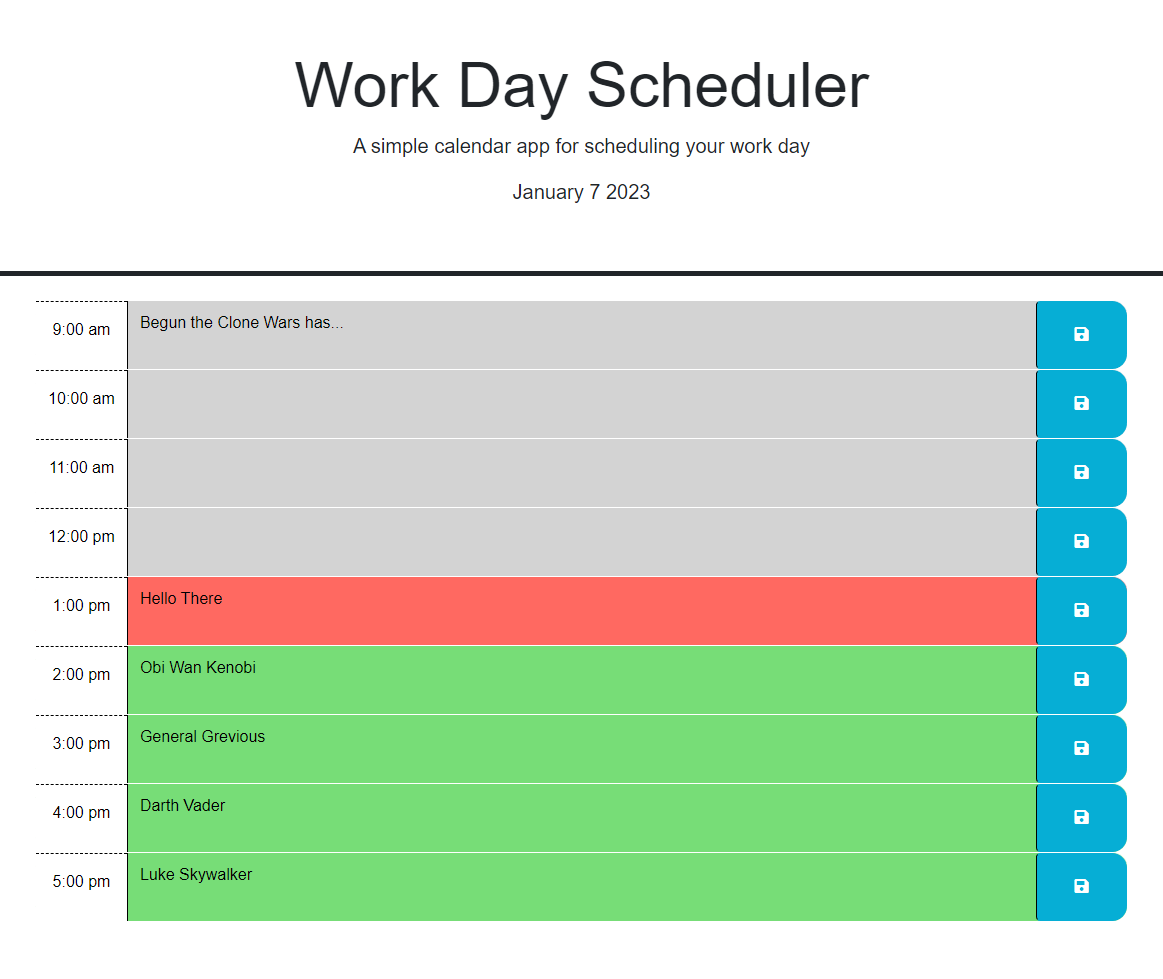 Work Day Scheduler
A simple calendar app for scheduling your work day
January 7 2023
9:00 am Begun the Clone Wars has...
10:00 am
11:00 am
12:00 pm
1:00 pm Hello There
2:00 pm Obi Wan Kenobi
3:00 pm General Grevious
4:00 pm Darth Vader
5:00 pm Luke Skywalker